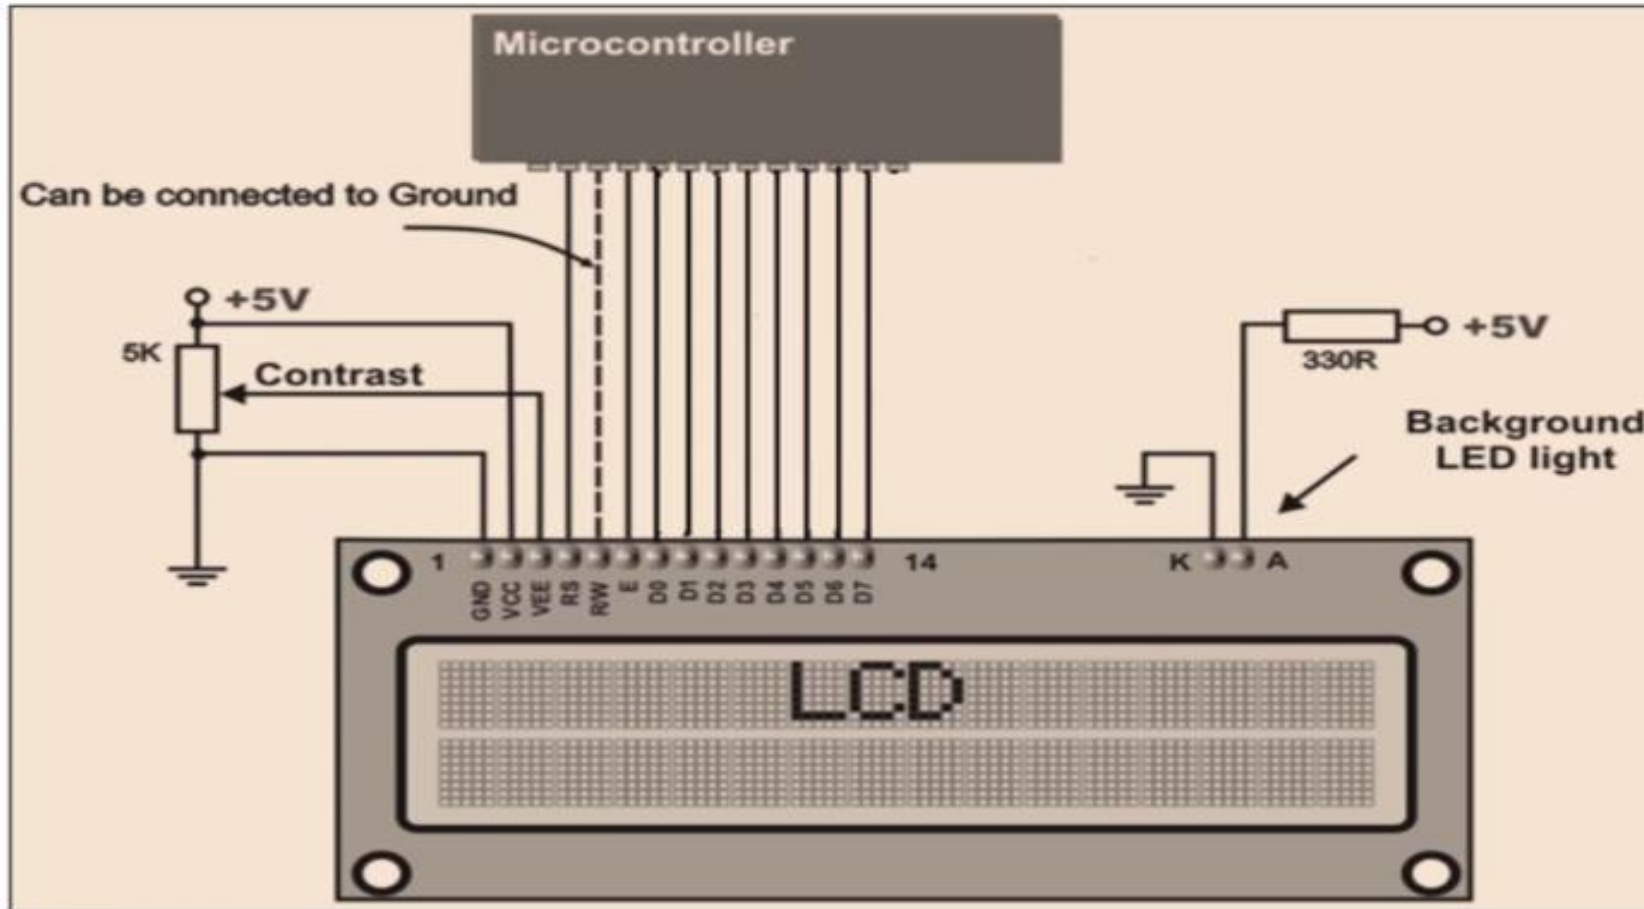 Microcontroller
Can be connected to Ground
+5V
5K
Contrast
+5V
330R
Background
LED light
1
14
K
A
GND
VCC
VEE
RS
R/W
E
D0
D1
D2
D3
D4
D5
D6
D7
LCD